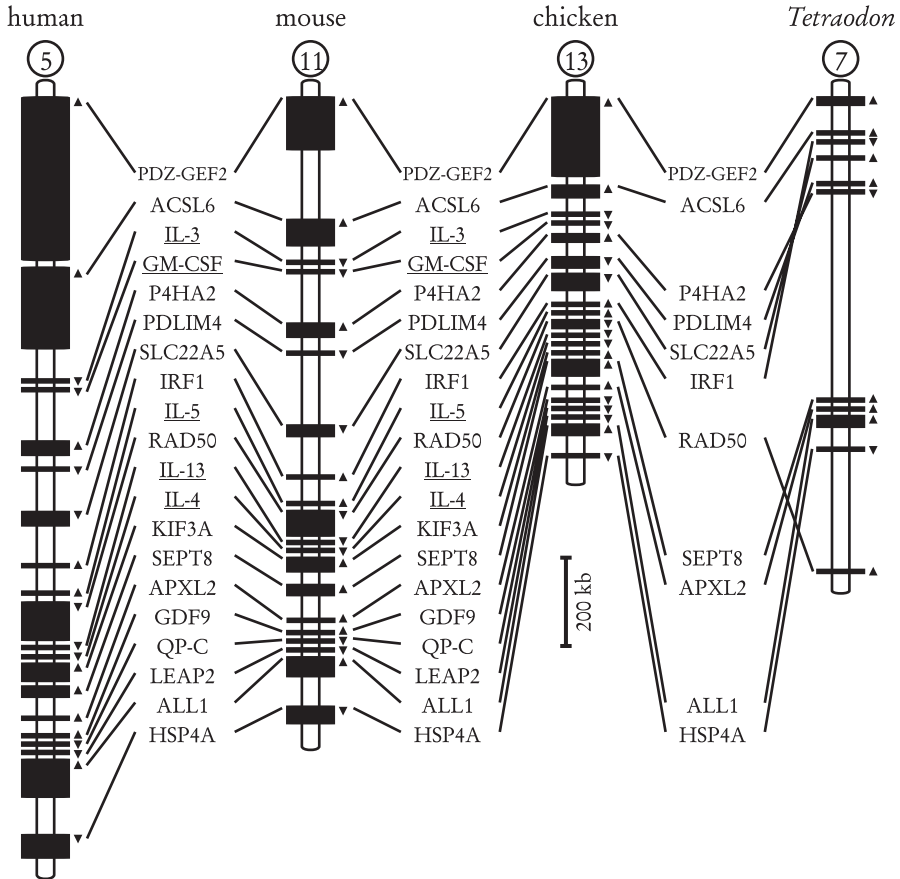 human mouse chicken Tetraodon
5 11 13 7
PDZ-GEF2 PDZ-GEF2 PDZ-GEF2
ACSL6 ACSL6 ACSL6
IL-3 IL-3
GM-CSF GM-CSF
P4HA2 P4HA2 P4HA2
PDLIM4 PDLIM4 PDLIM4
SLC22A5 SLC22A5 SLC22A5
IRF1 IRF1 IRF1
IL-5 IL-5
RAD50 RAD50 RAD50
IL-13 IL-13
IL-4 IL-4
KIF3A KIF3A
SEPT8 SEPT8 SEPT8
APXL2 APXL2 APXL2
GDF9 GDF9
QP-C QP-C
LEAP2 LEAP2
ALL1 ALL1 ALL1
HSP4A HSP4A HSP4A
200 kb